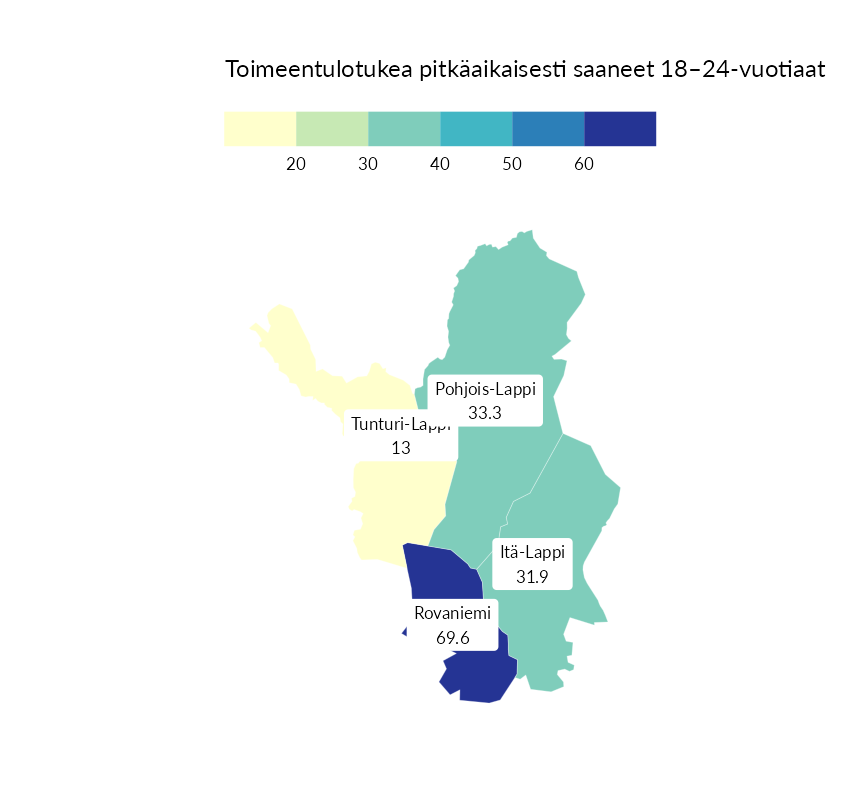 Toimeentulotukea pitkäaikaisesti saaneet 18–24-vuotiaat
20 30 40 50 60
Pohjois-Lappi
33.3
Tunturi-Lappi
13
Itä-Lappi
31.9
Rovaniemi
69.6